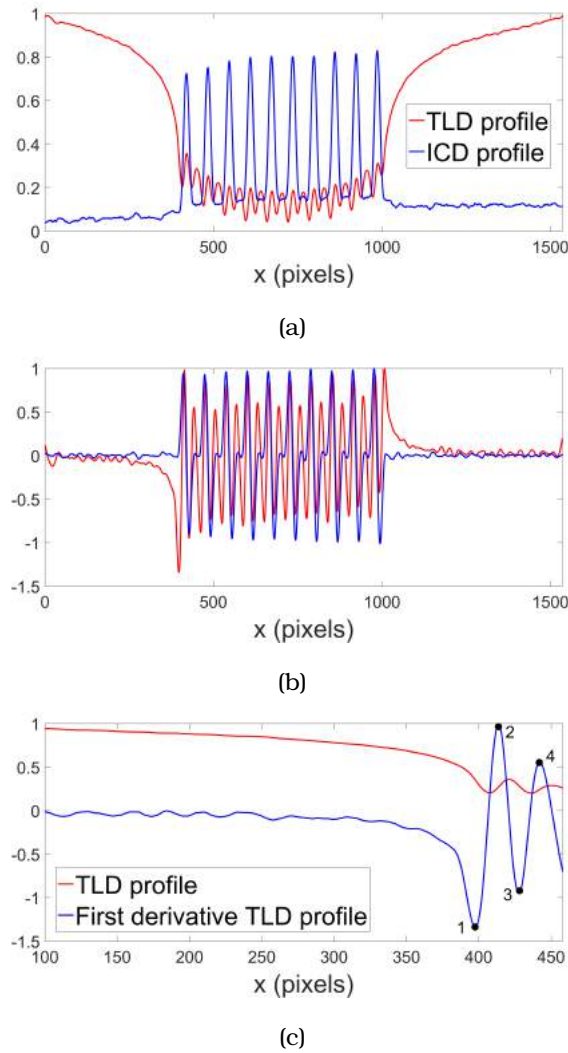 1
0.8
0.6
0.4
0.2
0
TLD profile
ICD profile
0 500 1000 1500
x (pixels)
(a)
1
0.5
0
-0.5
-1
-1.5
0 500 1000 1500
x (pixels)
(b)
1
0.5
0
-0.5
-1
-1.5
2
4
3
1
TLD profile
First derivative TLD profile
100 150 200 250 300 350 400 450
x (pixels)
(c)